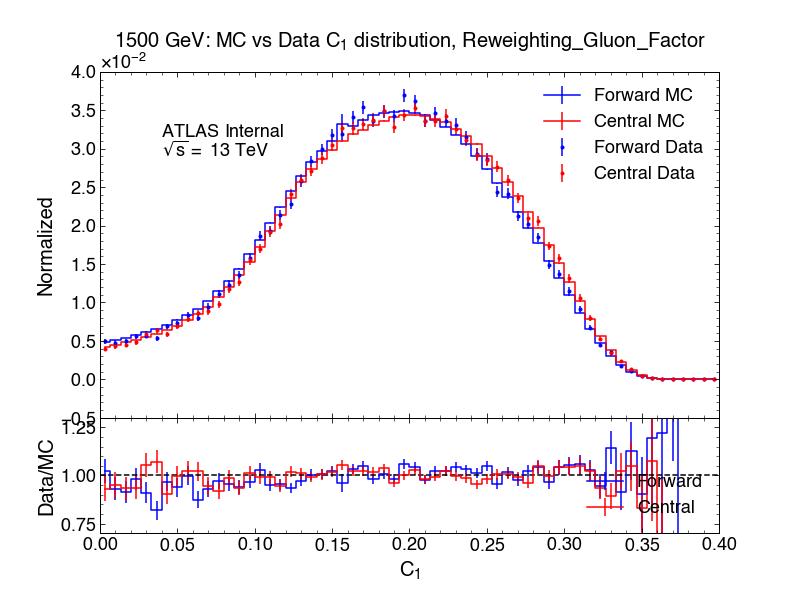 1500 GeV: MC vs Data C₁ distribution, Reweighting_Gluon_Factor
×10⁻²
4.0
3.5
3.0
2.5
2.0
1.5
1.0
0.5
0.0
−0.5
Normalized
ATLAS Internal
√s = 13 TeV
Forward MC
Central MC
Forward Data
Central Data
1.25
1.00
0.75
Data/MC
Forward
Central
0.00 0.05 0.10 0.15 0.20 0.25 0.30 0.35 0.40
C₁